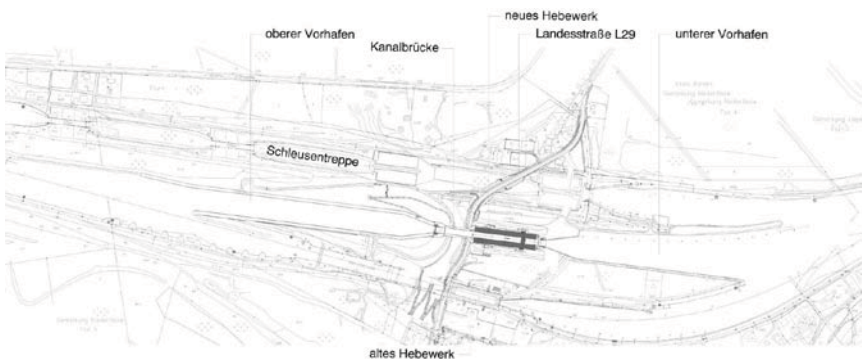 neues Hebewerk
oberer Vorhafen
Landesstraße L29
unterer Vorhafen
Kanalbrücke
Schleusentreppe
altes Hebewerk